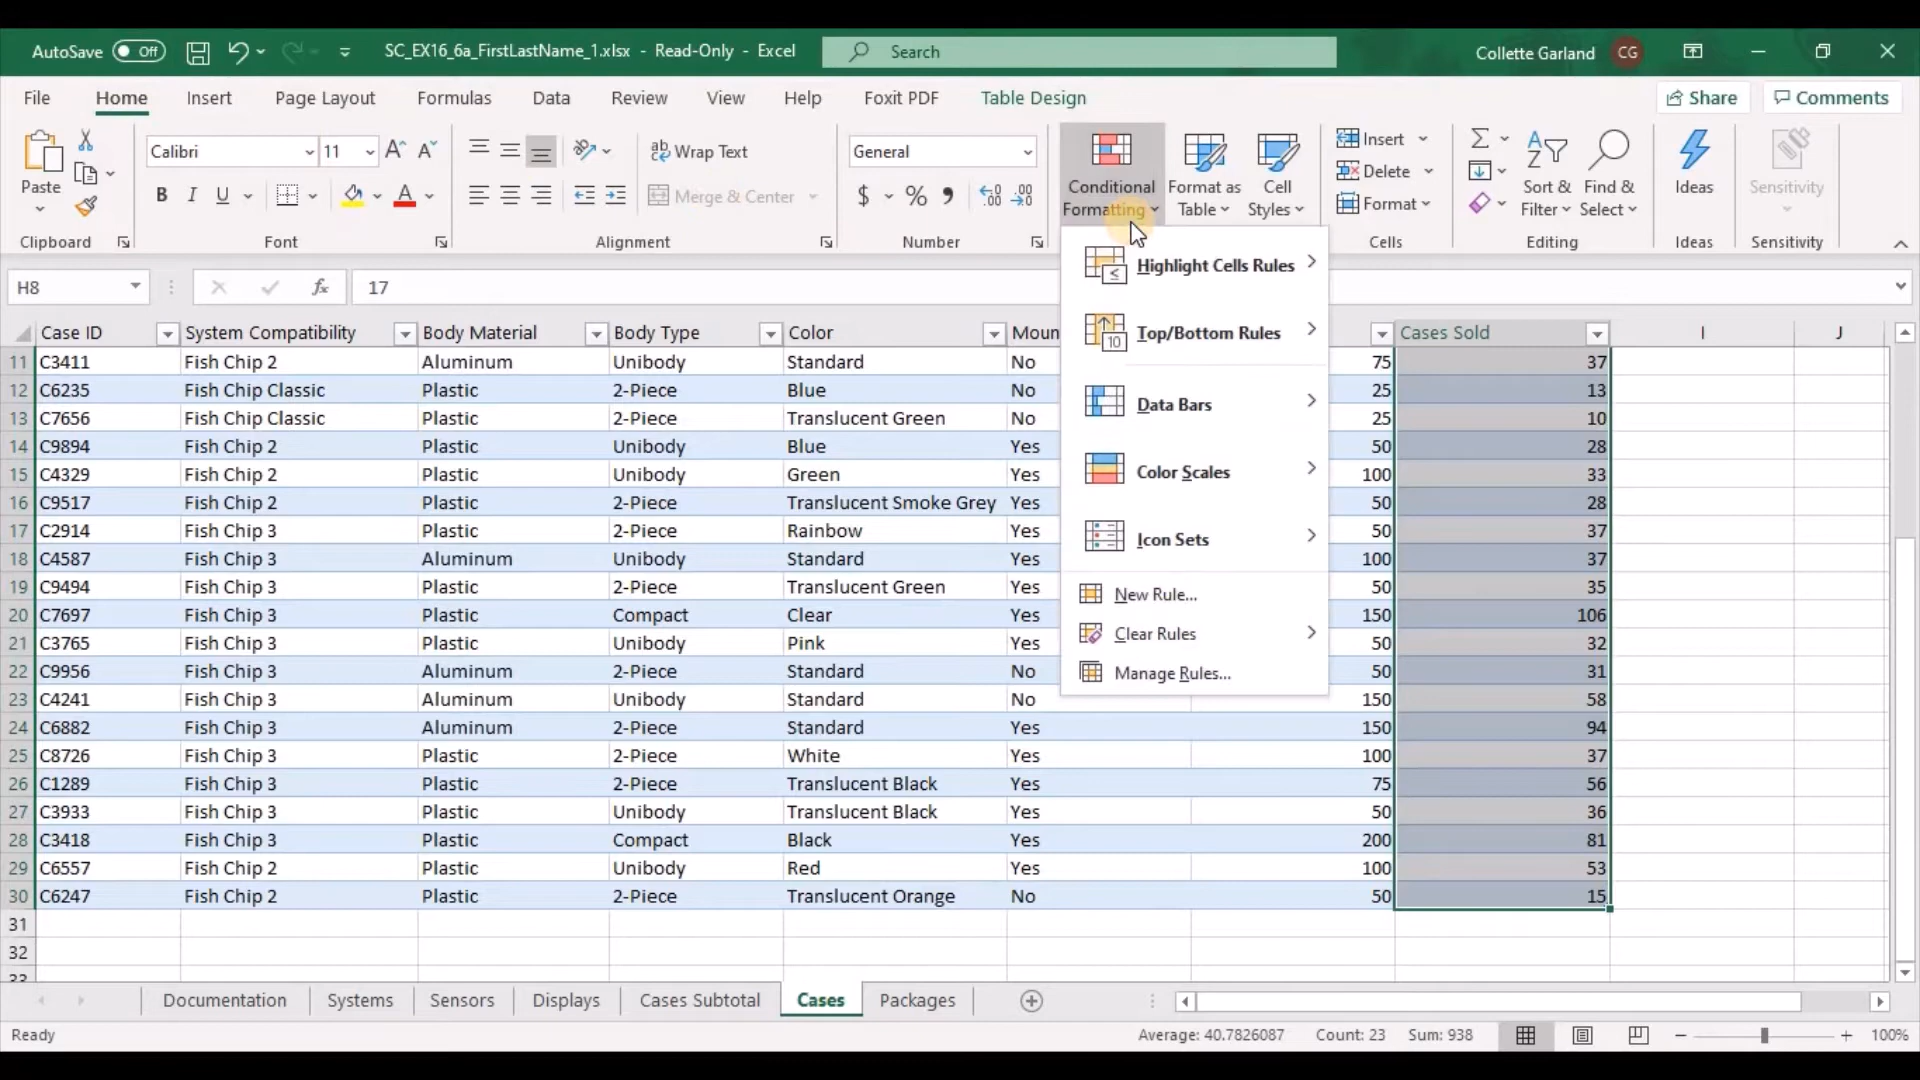 AutoSave Off SC_EX16_6a_FirstLastName_1.xlsx - Read-Only - Excel Search Collette Garland CG
File Home Insert Page Layout Formulas Data Review View Help Foxit PDF Table Design Share Comments
Calibri 11 A A Wrap Text General
Paste B I U A Merge & Center $ % Conditional Formatting Format as Table Cell Styles Insert Delete Format Sort & Filter Find & Select Ideas Sensitivity
Clipboard Font Alignment Number Cells Editing Ideas Sensitivity
H8 fx 17
Highlight Cells Rules
Top/Bottom Rules
Data Bars
Color Scales
Icon Sets
New Rule...
Clear Rules
Manage Rules...
Case ID System Compatibility Body Material Body Type Color Moun Cases Sold I J
11 C3411 Fish Chip 2 Aluminum Unibody Standard No 75 37
12 C6235 Fish Chip Classic Plastic 2-Piece Blue No 25 13
13 C7656 Fish Chip Classic Plastic 2-Piece Translucent Green No 25 10
14 C9894 Fish Chip 2 Plastic Unibody Blue Yes 50 28
15 C4329 Fish Chip 2 Plastic Unibody Green Yes 100 33
16 C9517 Fish Chip 2 Plastic 2-Piece Translucent Smoke Grey Yes 50 28
17 C2914 Fish Chip 3 Plastic 2-Piece Rainbow Yes 50 37
18 C4587 Fish Chip 3 Aluminum Unibody Standard Yes 100 37
19 C9494 Fish Chip 3 Plastic 2-Piece Translucent Green Yes 50 35
20 C7697 Fish Chip 3 Plastic Compact Clear Yes 150 106
21 C3765 Fish Chip 3 Plastic Unibody Pink Yes 50 32
22 C9956 Fish Chip 3 Aluminum 2-Piece Standard No 50 31
23 C4241 Fish Chip 3 Aluminum Unibody Standard No 150 58
24 C6882 Fish Chip 3 Aluminum 2-Piece Standard Yes 150 94
25 C8726 Fish Chip 3 Plastic 2-Piece White Yes 100 37
26 C1289 Fish Chip 3 Plastic 2-Piece Translucent Black Yes 75 56
27 C3933 Fish Chip 3 Plastic Unibody Translucent Black Yes 50 36
28 C3418 Fish Chip 3 Plastic Compact Black Yes 200 81
29 C6557 Fish Chip 2 Plastic Unibody Red Yes 100 53
30 C6247 Fish Chip 2 Plastic 2-Piece Translucent Orange No 50 15
31
32
33
Documentation Systems Sensors Displays Cases Subtotal Cases Packages
Ready Average: 40.7826087 Count: 23 Sum: 938 100%